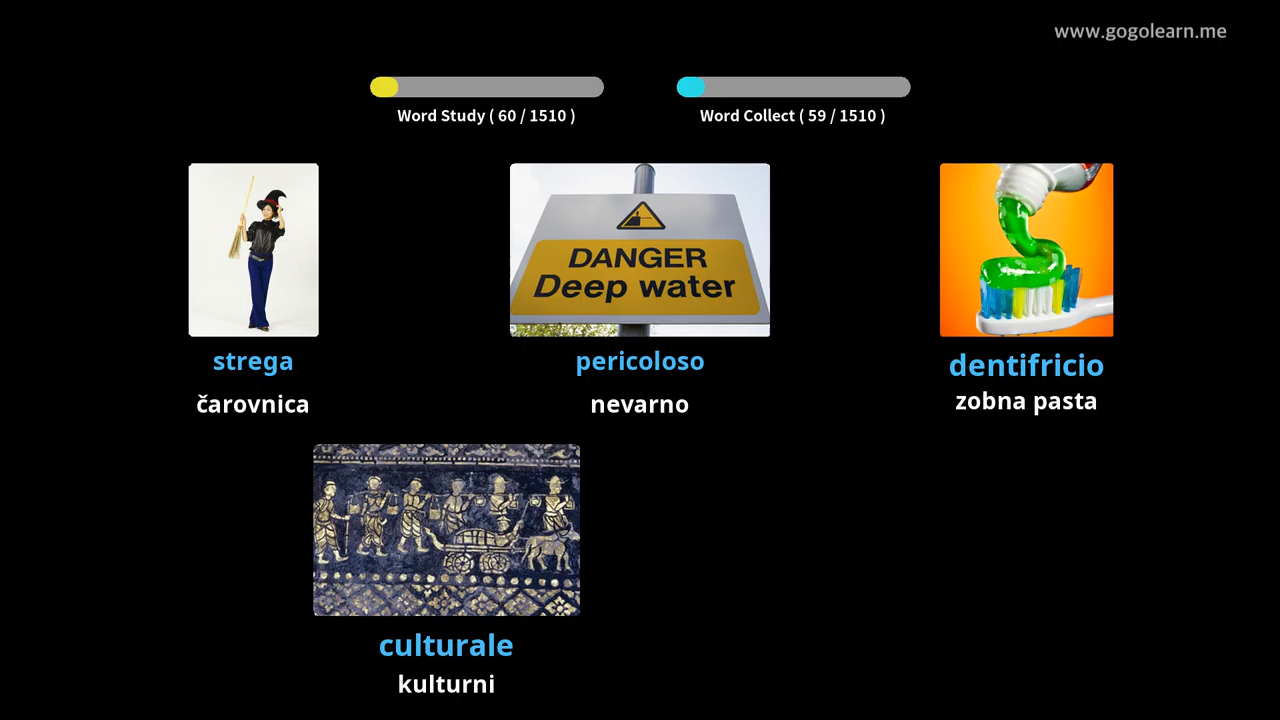 www.gogolearn.me
Word Study ( 60 / 1510 )
Word Collect ( 59 / 1510 )
DANGER
Deep water
strega
pericoloso
dentifricio
čarovnica
nevarno
zobna pasta
culturale
kulturni